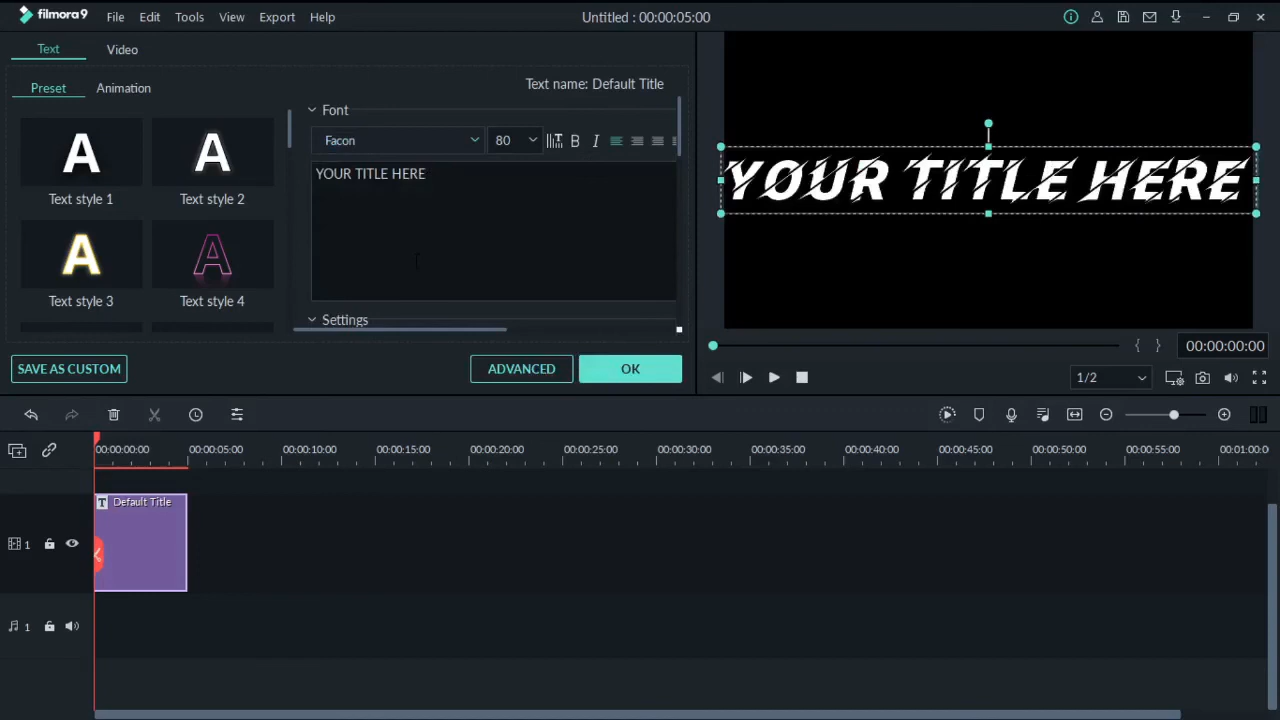 filmora9 File Edit Tools View Export Help Untitled : 00:00:05:00
Text Video
Preset Animation Text name: Default Title
Font
Facon 80 T B I
YOUR TITLE HERE
A A
Text style 1 Text style 2
A A
Text style 3 Text style 4
Settings
SAVE AS CUSTOM ADVANCED OK
YOUR TITLE HERE
{ } 00:00:00:00
1/2
00:00:00:00 00:00:05:00 00:00:10:00 00:00:15:00 00:00:20:00 00:00:25:00 00:00:30:00 00:00:35:00 00:00:40:00 00:00:45:00 00:00:50:00 00:00:55:00 00:01:00:0
T Default Title
1
1